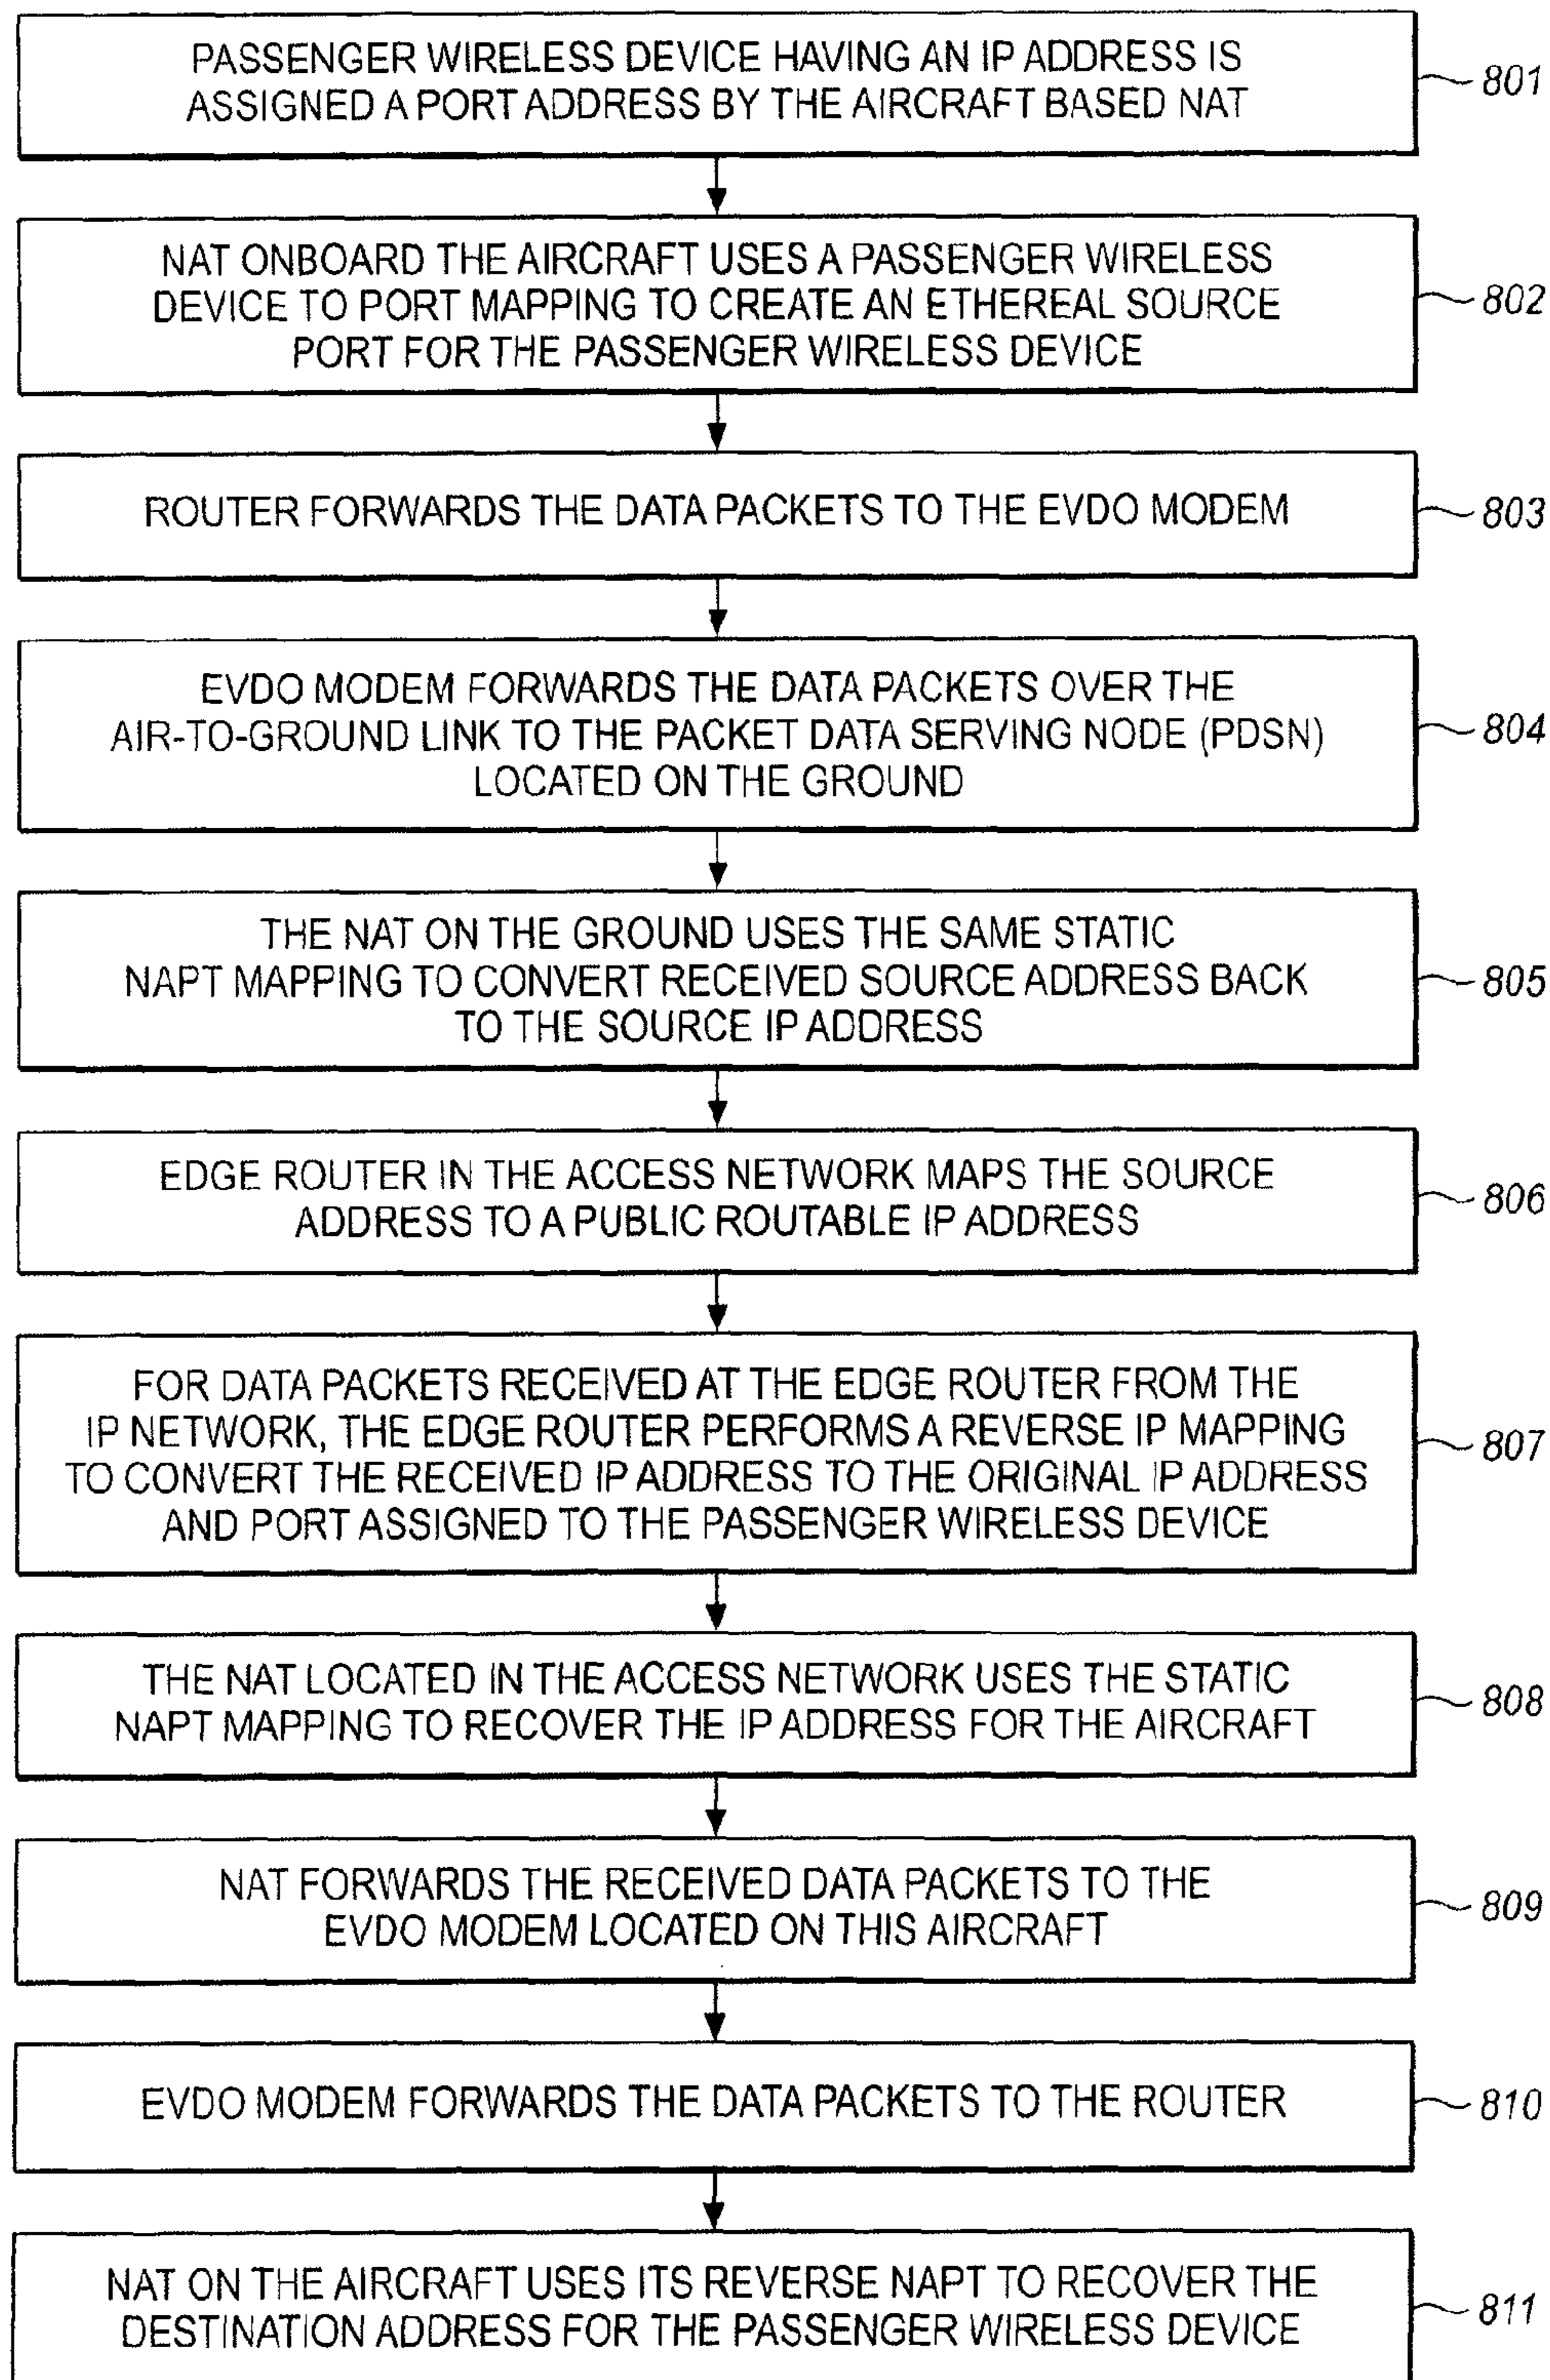 PASSENGER WIRELESS DEVICE HAVING AN IP ADDRESS IS
ASSIGNED A PORT ADDRESS BY THE AIRCRAFT BASED NAT
801
NAT ONBOARD THE AIRCRAFT USES A PASSENGER WIRELESS
DEVICE TO PORT MAPPING TO CREATE AN ETHEREAL SOURCE
PORT FOR THE PASSENGER WIRELESS DEVICE
802
ROUTER FORWARDS THE DATA PACKETS TO THE EVDO MODEM
803
EVDO MODEM FORWARDS THE DATA PACKETS OVER THE
AIR-TO-GROUND LINK TO THE PACKET DATA SERVING NODE (PDSN)
LOCATED ON THE GROUND
804
THE NAT ON THE GROUND USES THE SAME STATIC
NAPT MAPPING TO CONVERT RECEIVED SOURCE ADDRESS BACK
TO THE SOURCE IP ADDRESS
805
EDGE ROUTER IN THE ACCESS NETWORK MAPS THE SOURCE
ADDRESS TO A PUBLIC ROUTABLE IP ADDRESS
806
FOR DATA PACKETS RECEIVED AT THE EDGE ROUTER FROM THE
IP NETWORK, THE EDGE ROUTER PERFORMS A REVERSE IP MAPPING
TO CONVERT THE RECEIVED IP ADDRESS TO THE ORIGINAL IP ADDRESS
AND PORT ASSIGNED TO THE PASSENGER WIRELESS DEVICE
807
THE NAT LOCATED IN THE ACCESS NETWORK USES THE STATIC
NAPT MAPPING TO RECOVER THE IP ADDRESS FOR THE AIRCRAFT
808
NAT FORWARDS THE RECEIVED DATA PACKETS TO THE
EVDO MODEM LOCATED ON THIS AIRCRAFT
809
EVDO MODEM FORWARDS THE DATA PACKETS TO THE ROUTER
810
NAT ON THE AIRCRAFT USES ITS REVERSE NAPT TO RECOVER THE
DESTINATION ADDRESS FOR THE PASSENGER WIRELESS DEVICE
811